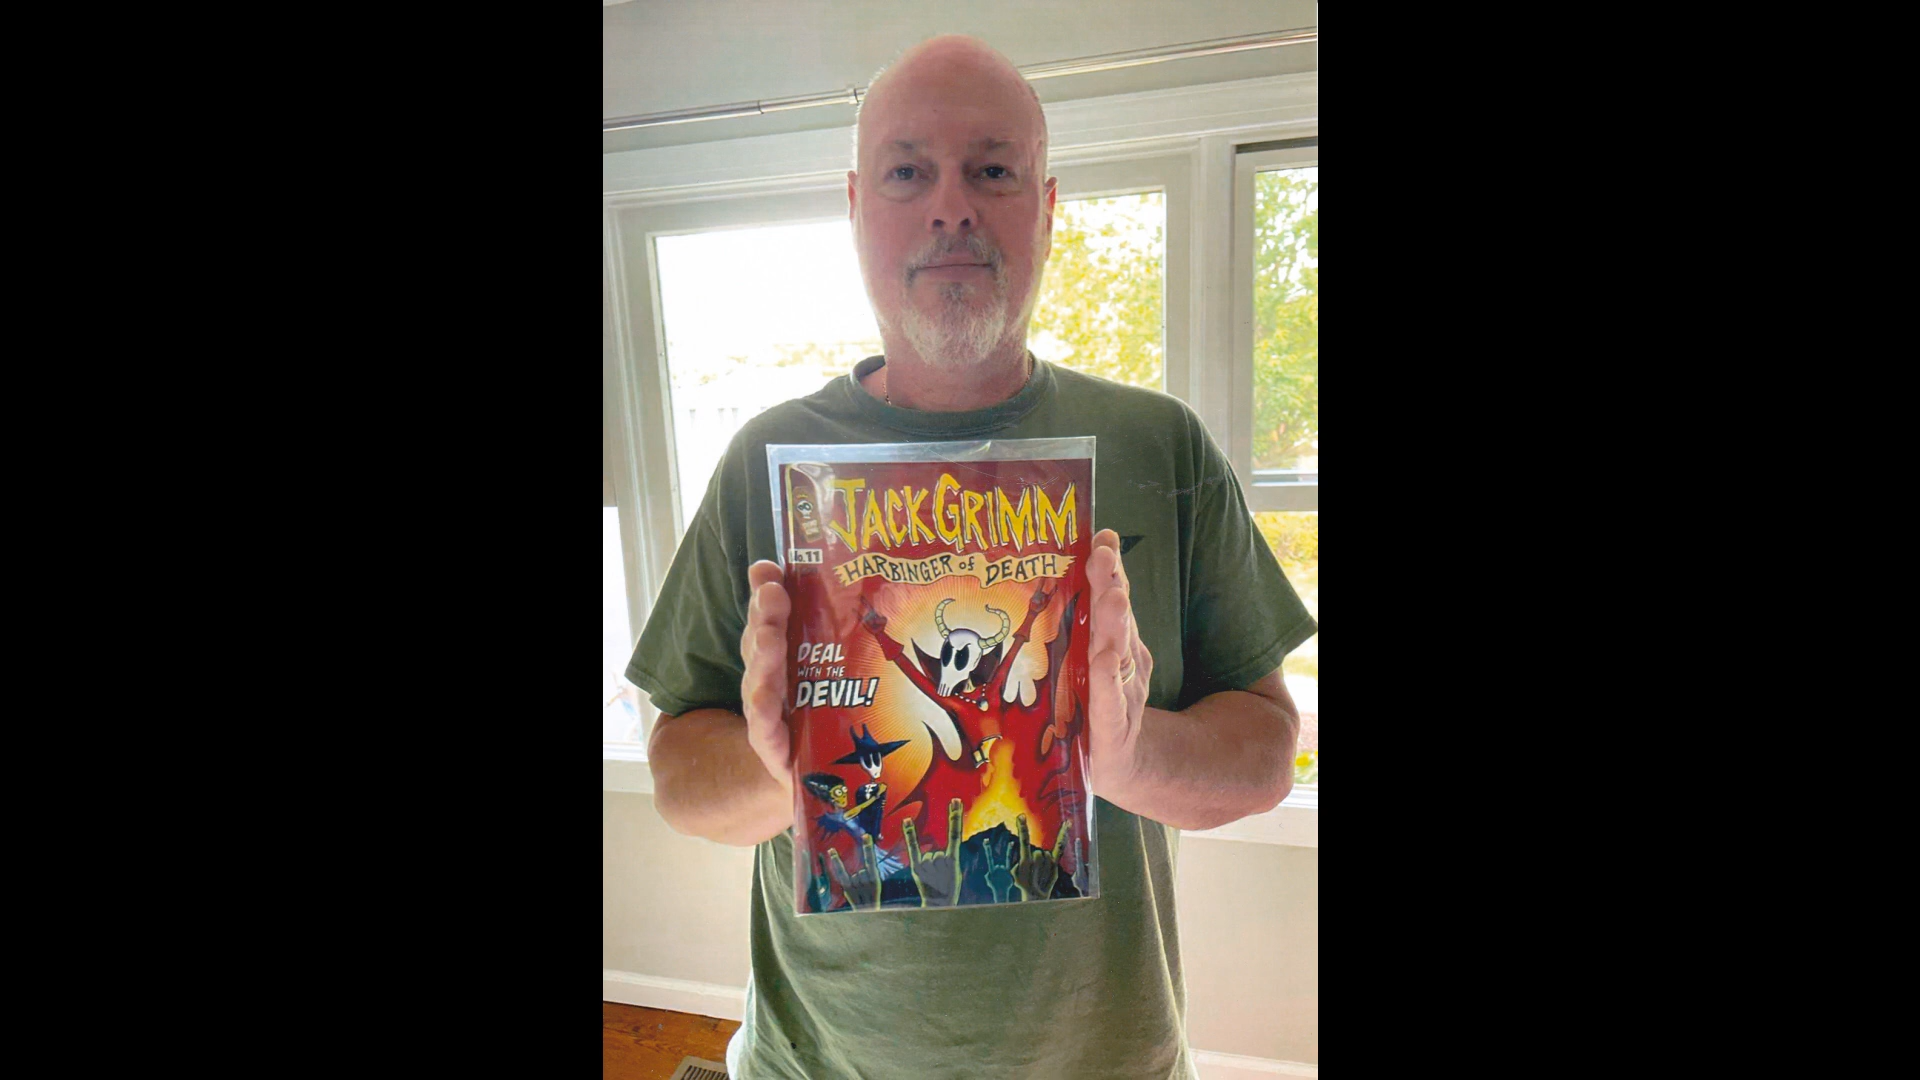 JACK GRIMM
No.11
HARBINGER of DEATH
DEAL
WITH THE
DEVIL!